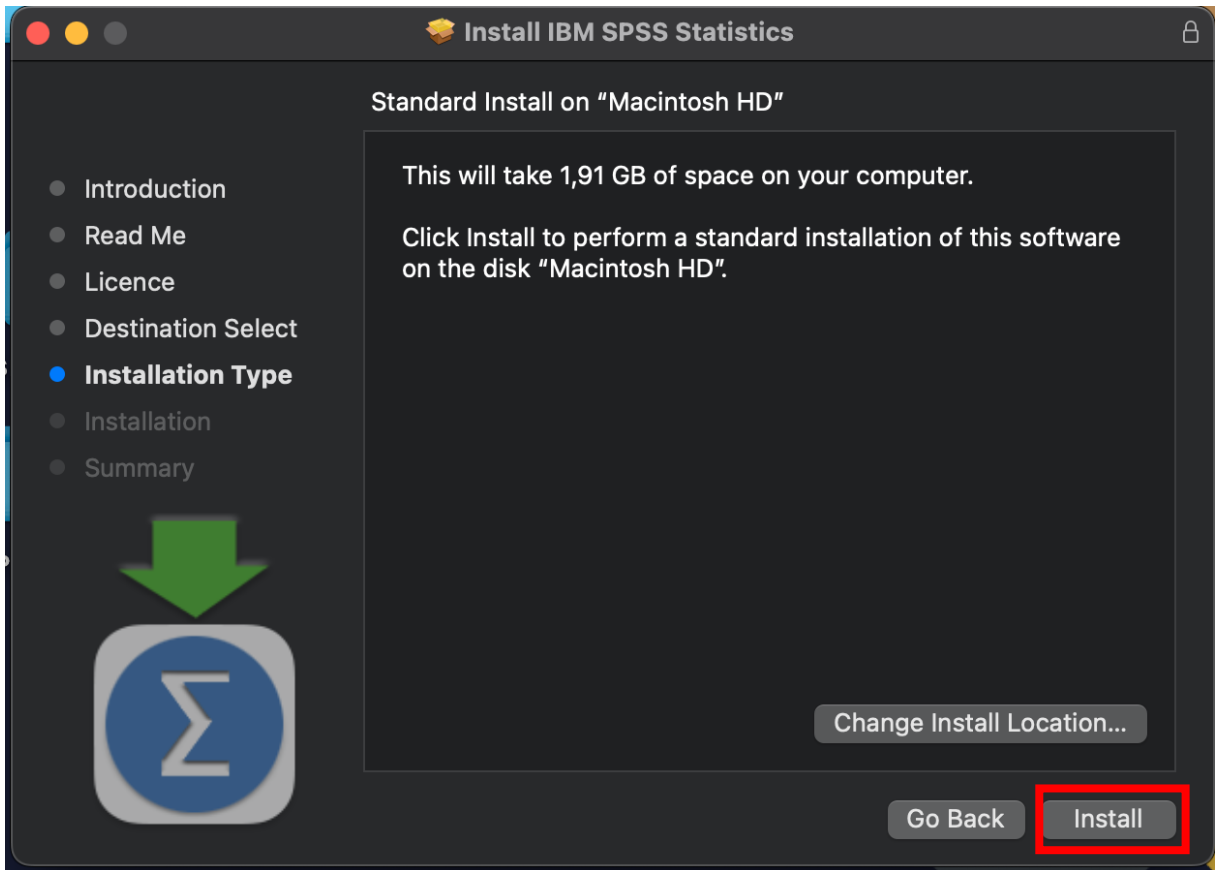 Install IBM SPSS Statistics
Standard Install on “Macintosh HD”
Introduction
Read Me
Licence
Destination Select
Installation Type
Installation
Summary
This will take 1,91 GB of space on your computer.
Click Install to perform a standard installation of this software
on the disk “Macintosh HD”.
Σ
Change Install Location...
Go Back
Install